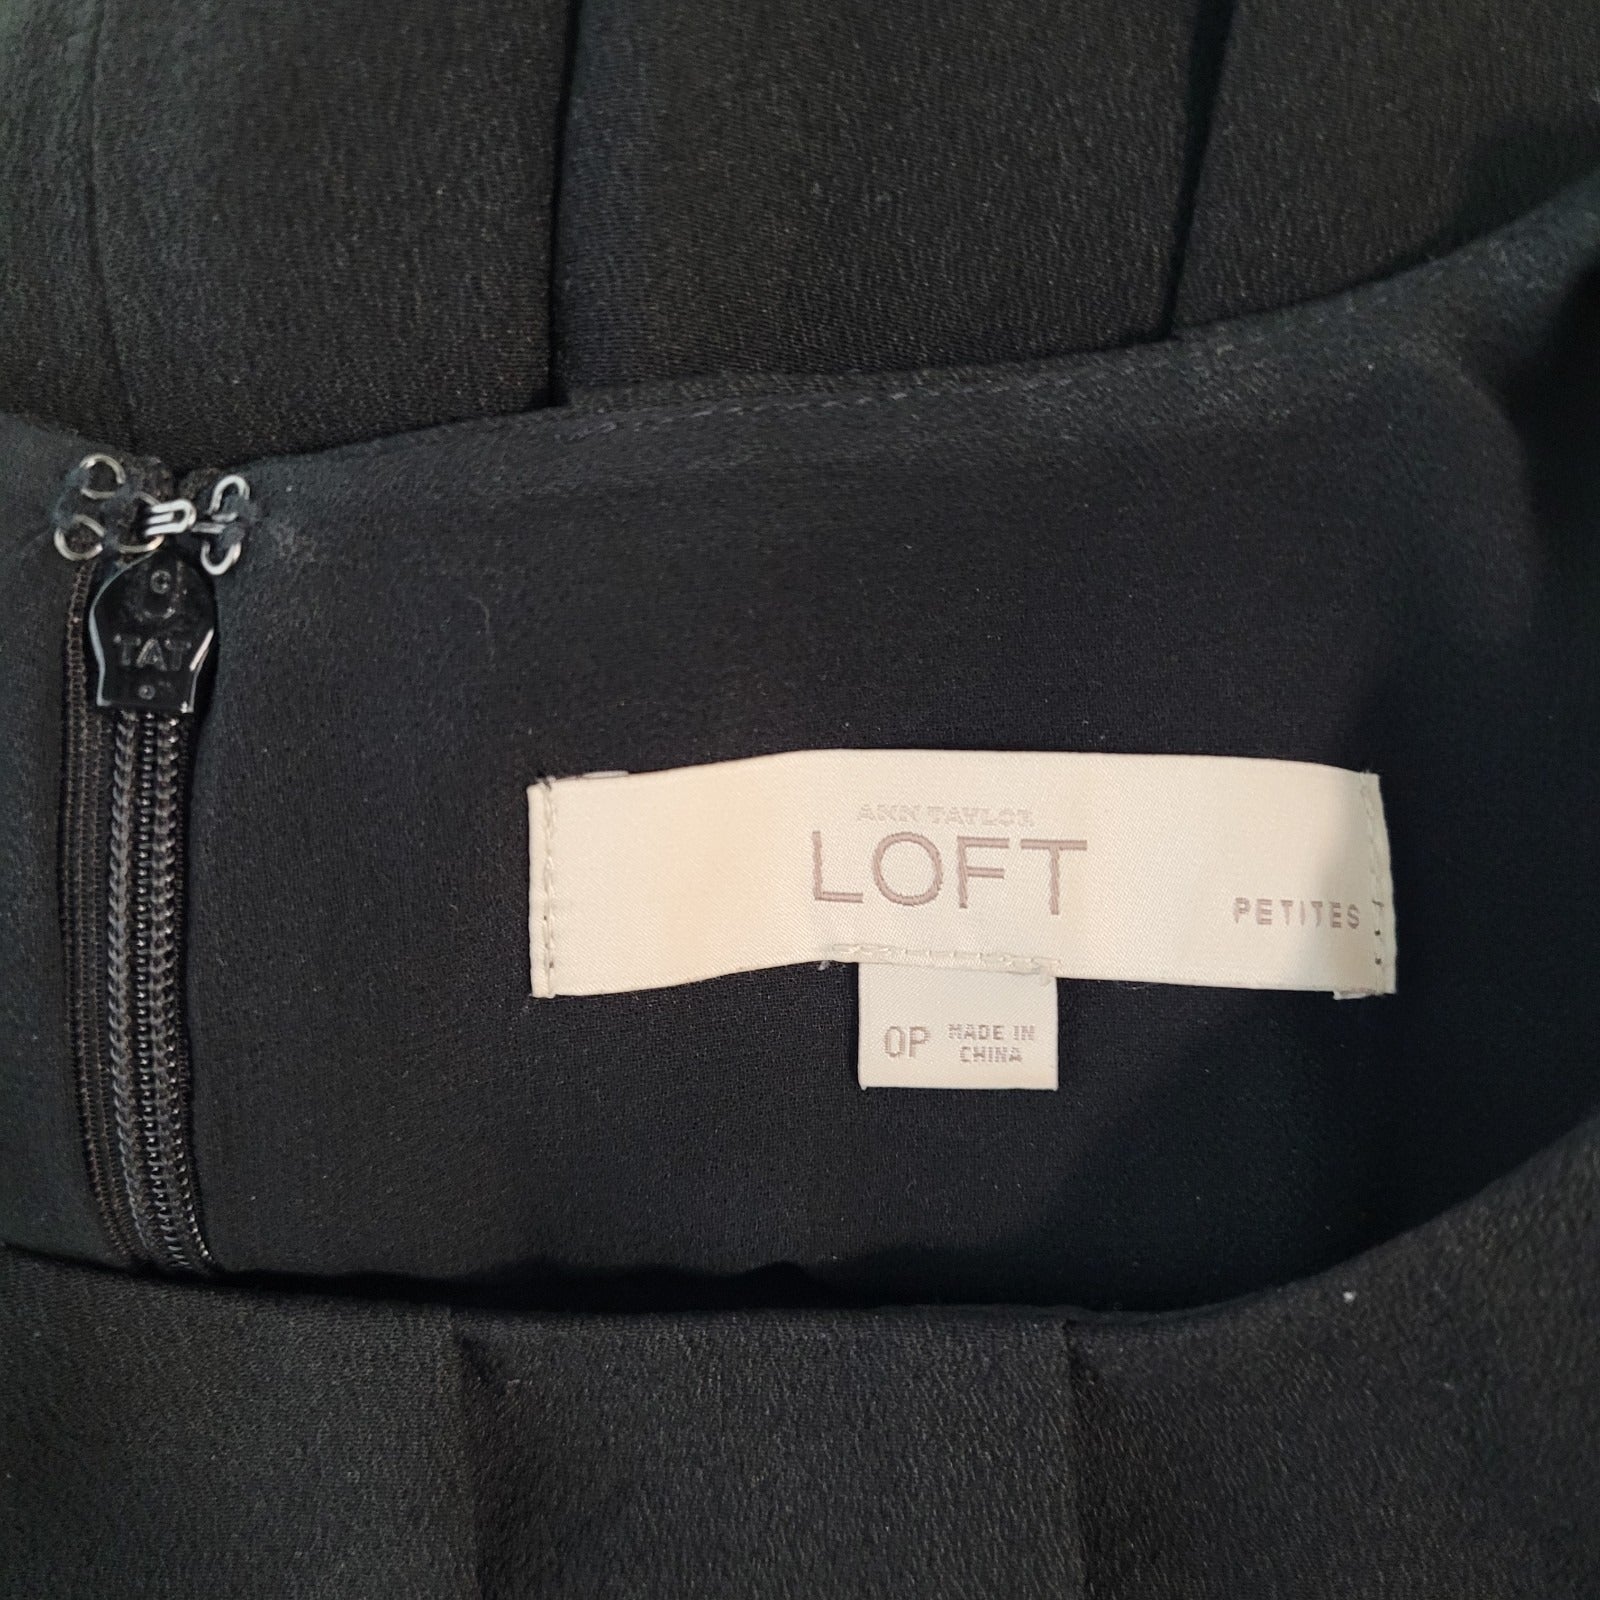 TAT
ANN TAYLOR
LOFT
PETITES
0P MADE IN
CHINA